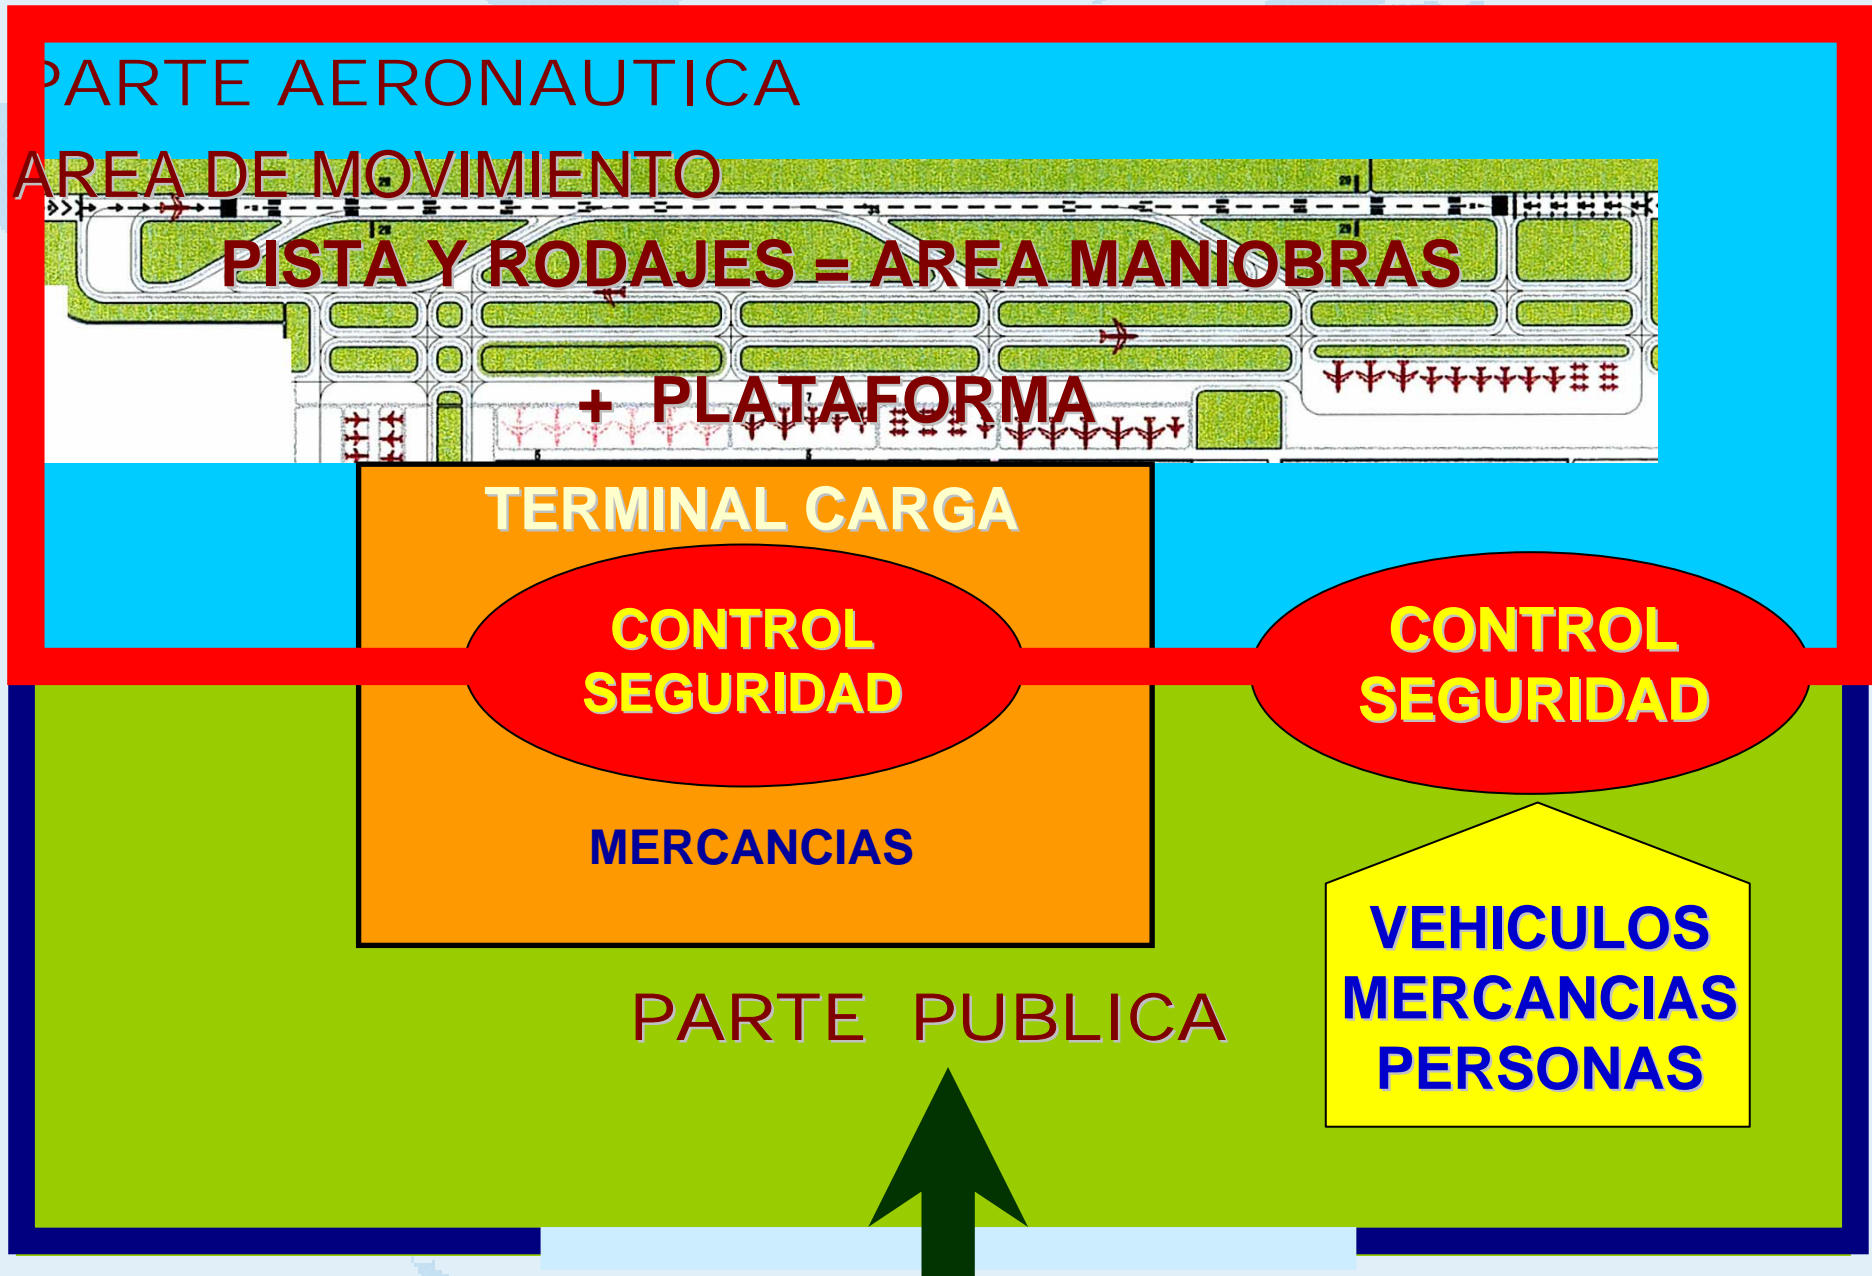 PARTE AERONAUTICA
AREA DE MOVIMIENTO
PISTA Y RODAJES = AREA MANIOBRAS
+ PLATAFORMA
TERMINAL CARGA
CONTROL
SEGURIDAD
CONTROL
SEGURIDAD
MERCANCIAS
VEHICULOS
MERCANCIAS
PERSONAS
PARTE PUBLICA